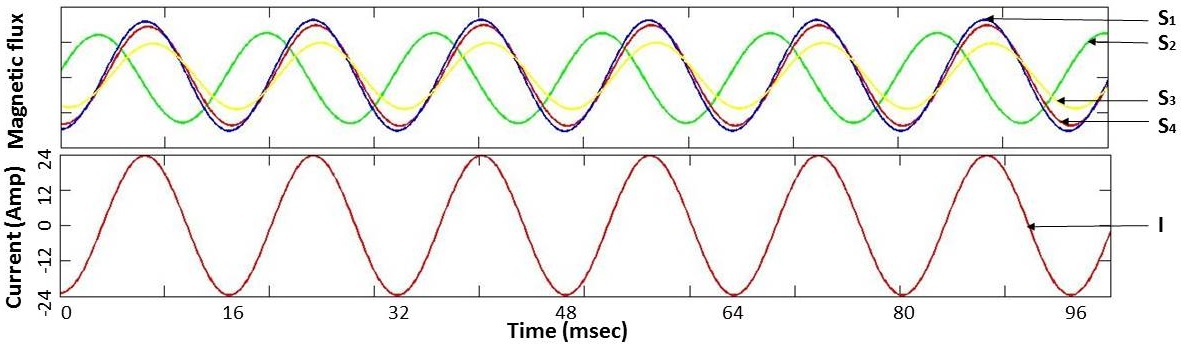 Magnetic flux
S1
S2
S3
S4
Current (Amp)
24
12
0
-12
-24
I
0 16 32 48 64 80 96
Time (msec)